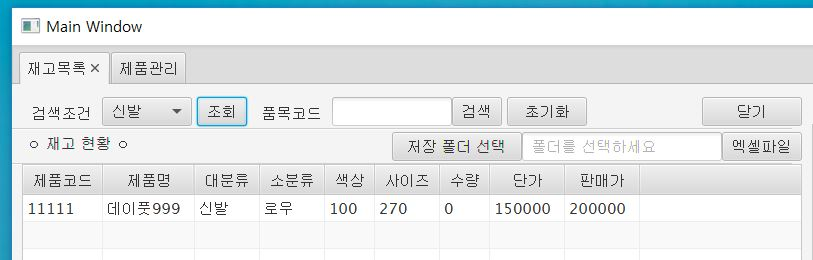 Main Window
재고목록 × 제품관리
검색조건 신발 조회 품목코드 검색 초기화 닫기
ㅇ 재고 현황 ㅇ 저장 폴더 선택 폴더를 선택하세요 엑셀파일
제품코드 제품명 대분류 소분류 색상 사이즈 수량 단가 판매가
11111 데이풋999 신발 로우 100 270 0 150000 200000